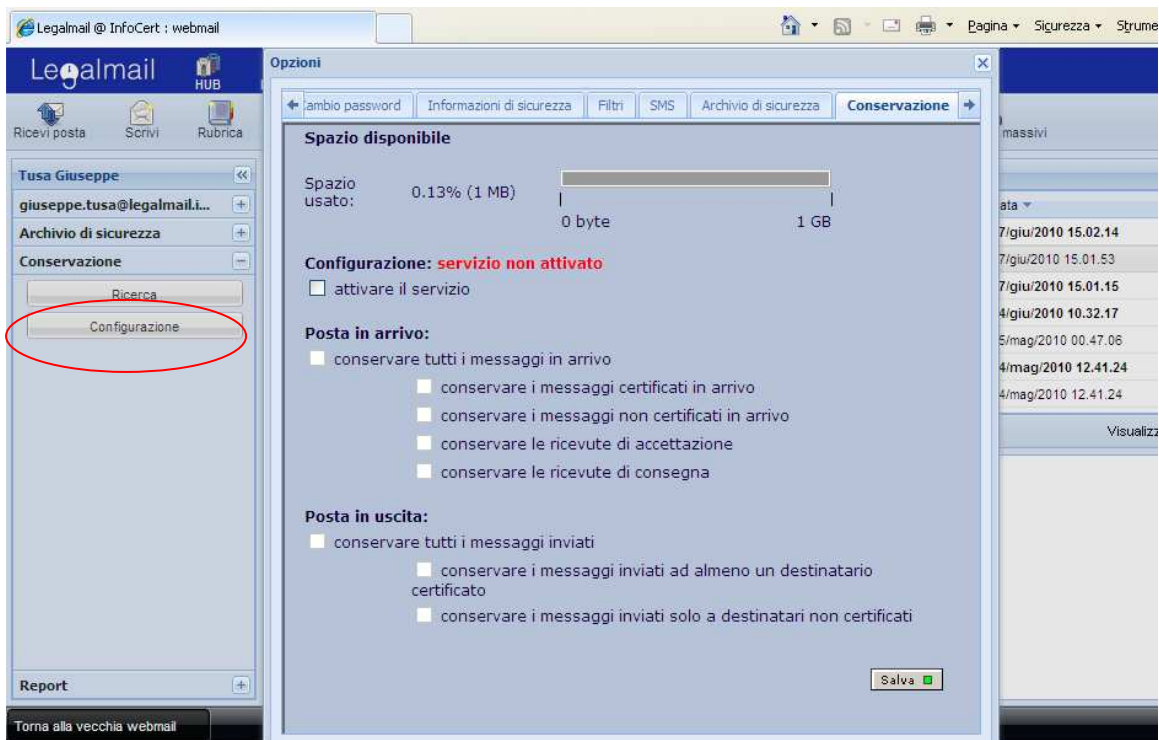 Legalmail @ InfoCert : webmail
Pagina Sicurezza Strume
Legalmail
HUB
Ricevi posta Scrivi Rubrica
massivi
Tusa Giuseppe
giuseppe.tusa@legalmail.i...
Archivio di sicurezza
Conservazione
Ricerca
Configurazione
Report
Torna alla vecchia webmail
Opzioni
ambio password Informazioni di sicurezza Filtri SMS Archivio di sicurezza Conservazione
Spazio disponibile
Spazio
usato:
0.13% (1 MB)
0 byte 1 GB
Configurazione: servizio non attivato
attivare il servizio
Posta in arrivo:
conservare tutti i messaggi in arrivo
conservare i messaggi certificati in arrivo
conservare i messaggi non certificati in arrivo
conservare le ricevute di accettazione
conservare le ricevute di consegna
Posta in uscita:
conservare tutti i messaggi inviati
conservare i messaggi inviati ad almeno un destinatario
certificato
conservare i messaggi inviati solo a destinatari non certificati
Salva
ata
7/giu/2010 15.02.14
7/giu/2010 15.01.53
7/giu/2010 15.01.15
4/giu/2010 10.32.17
5/mag/2010 00.47.06
4/mag/2010 12.41.24
4/mag/2010 12.41.24
Visualizz